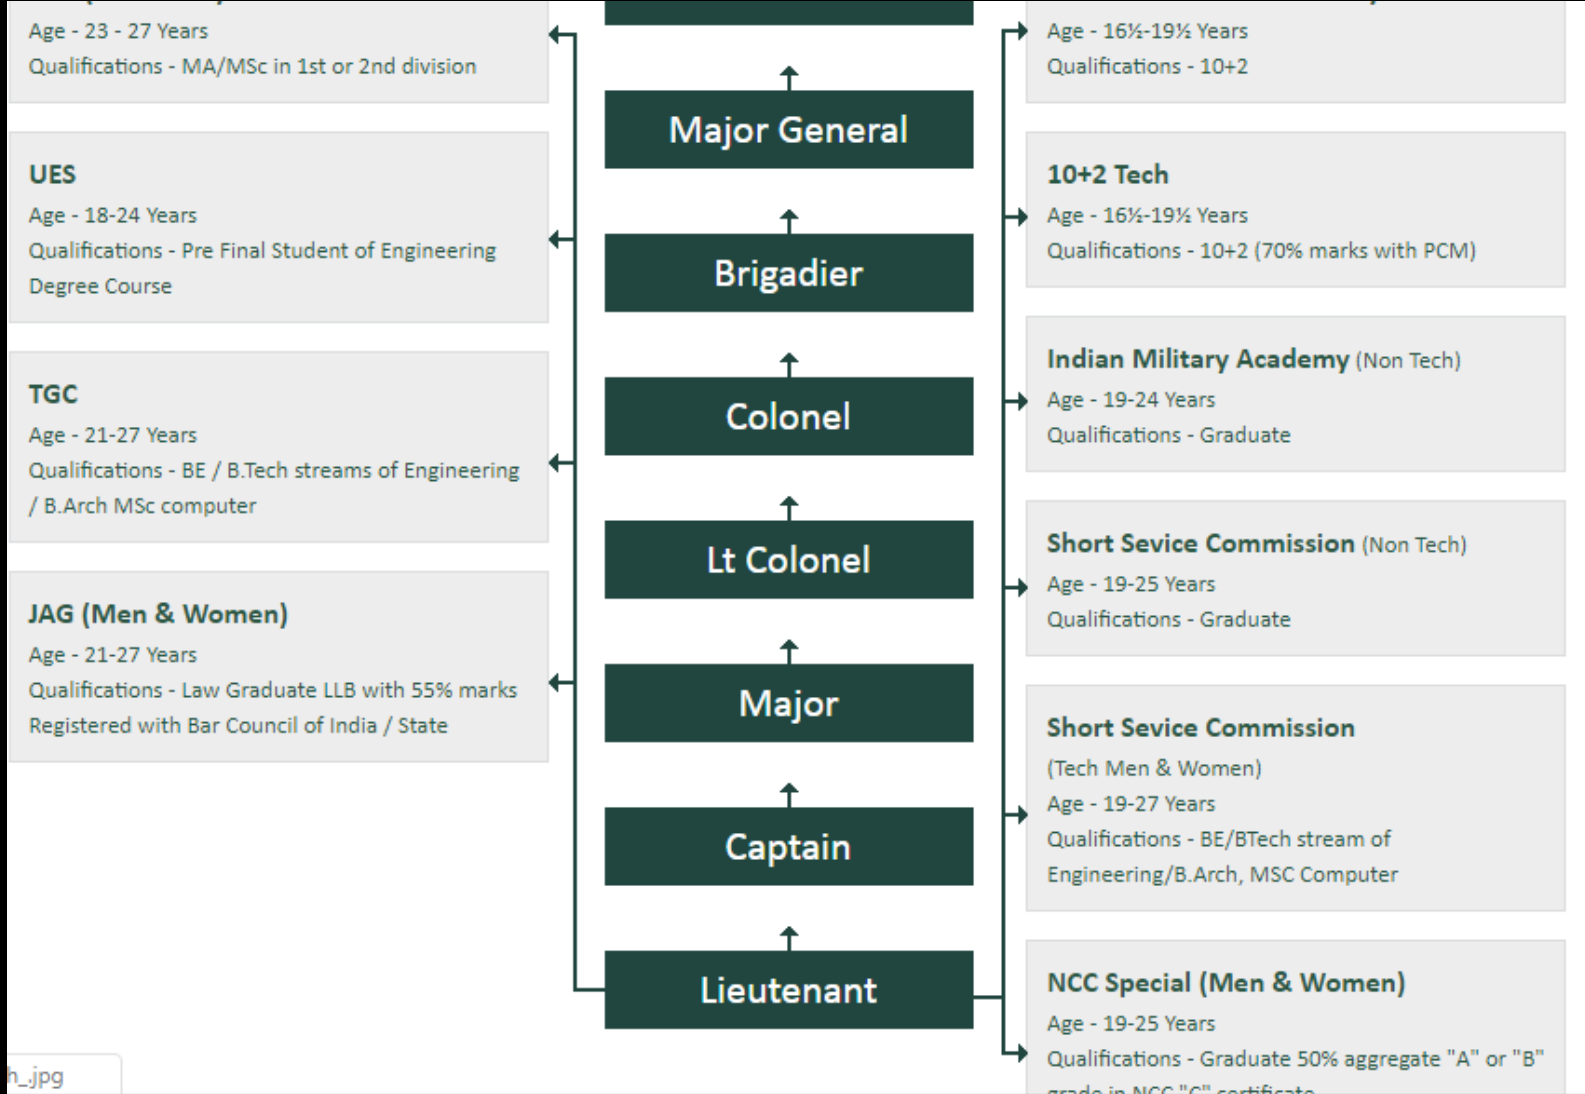 Age - 23 - 27 Years
Qualifications - MA/MSc in 1st or 2nd division
UES
Age - 18-24 Years
Qualifications - Pre Final Student of Engineering
Degree Course
TGC
Age - 21-27 Years
Qualifications - BE / B.Tech streams of Engineering
/ B.Arch MSc computer
JAG (Men & Women)
Age - 21-27 Years
Qualifications - Law Graduate LLB with 55% marks
Registered with Bar Council of India / State
h_.jpg
Major General
Brigadier
Colonel
Lt Colonel
Major
Captain
Lieutenant
Age - 16½-19½ Years
Qualifications - 10+2
10+2 Tech
Age - 16½-19½ Years
Qualifications - 10+2 (70% marks with PCM)
Indian Military Academy (Non Tech)
Age - 19-24 Years
Qualifications - Graduate
Short Sevice Commission (Non Tech)
Age - 19-25 Years
Qualifications - Graduate
Short Sevice Commission
(Tech Men & Women)
Age - 19-27 Years
Qualifications - BE/BTech stream of
Engineering/B.Arch, MSC Computer
NCC Special (Men & Women)
Age - 19-25 Years
Qualifications - Graduate 50% aggregate "A" or "B"
grade in NCC "C" certificate